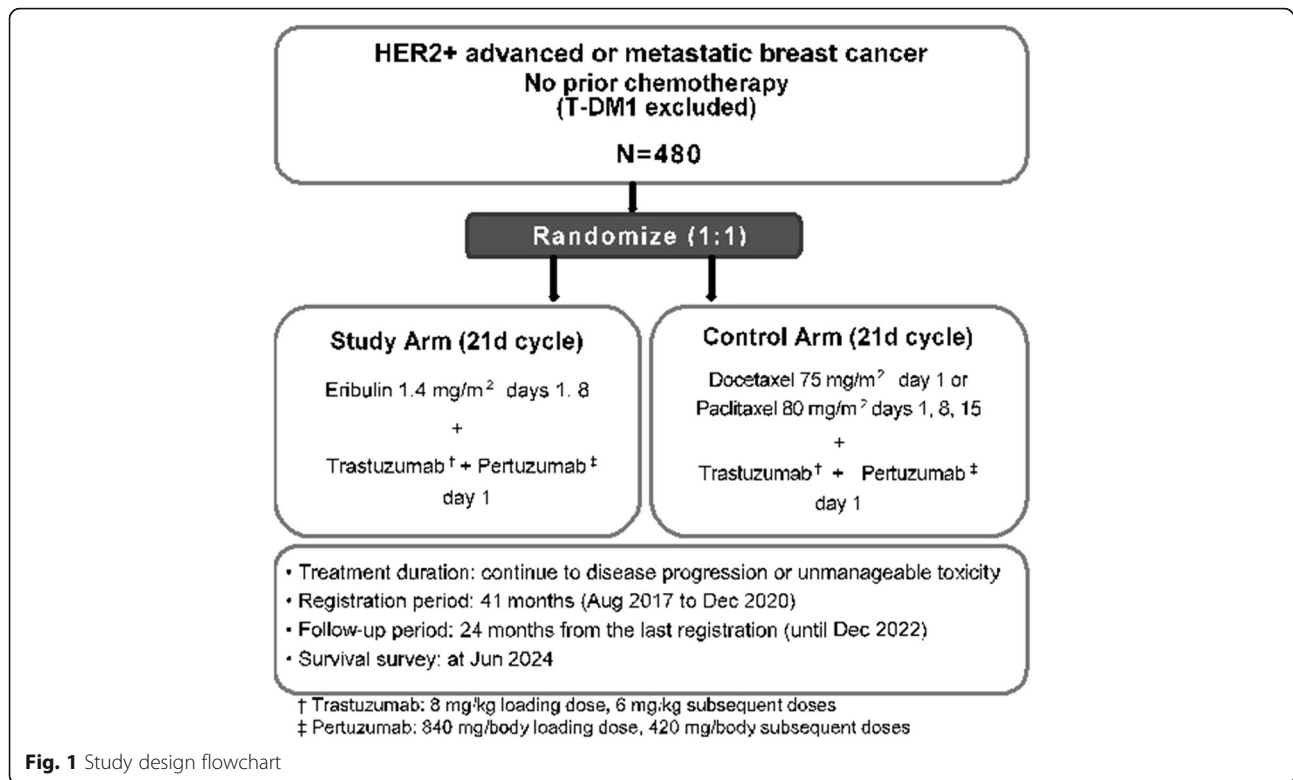 HER2+ advanced or metastatic breast cancer
No prior chemotherapy
(T-DM1 excluded)
N=480
Randomize (1:1)
Study Arm (21d cycle)
Eribulin 1.4 mg/m² days 1. 8
+
Trastuzumab† + Pertuzumab‡
day 1
Control Arm (21d cycle)
Docetaxel 75 mg/m² day 1 or
Paclitaxel 80 mg/m² days 1, 8, 15
+
Trastuzumab† + Pertuzumab‡
day 1
• Treatment duration: continue to disease progression or unmanageable toxicity
• Registration period: 41 months (Aug 2017 to Dec 2020)
• Follow-up period: 24 months from the last registration (until Dec 2022)
• Survival survey: at Jun 2024
† Trastuzumab: 8 mg/kg loading dose, 6 mg/kg subsequent doses
‡ Pertuzumab: 840 mg/body loading dose, 420 mg/body subsequent doses
Fig. 1 Study design flowchart